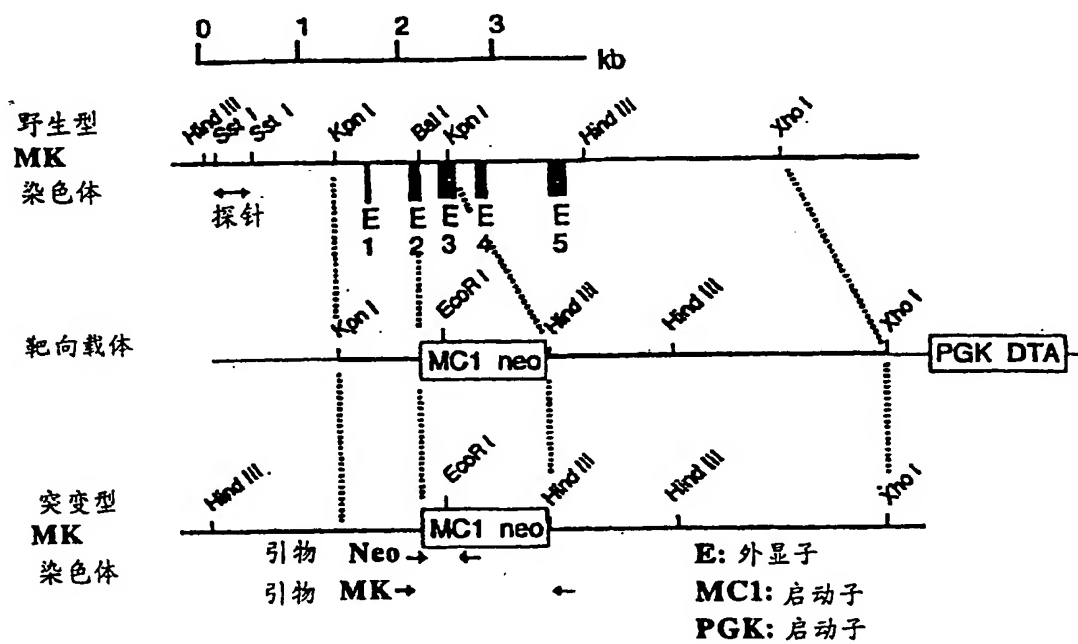 0 1 2 3 kb
Hind III Sst I Sst I Kpn I Bal I Kpn I Hind III Xho I
野生型
MK
染色体
探针
E E E E E
1 2 3 4 5
Kpn I EcoR I Hind III Hind III Xho I
靶向载体
MC1 neo
PGK DTA
Hind III EcoR I Hind III Hind III Xho I
突变型
MK
染色体
MC1 neo
引物 Neo
引物 MK
E: 外显子
MC1: 启动子
PGK: 启动子